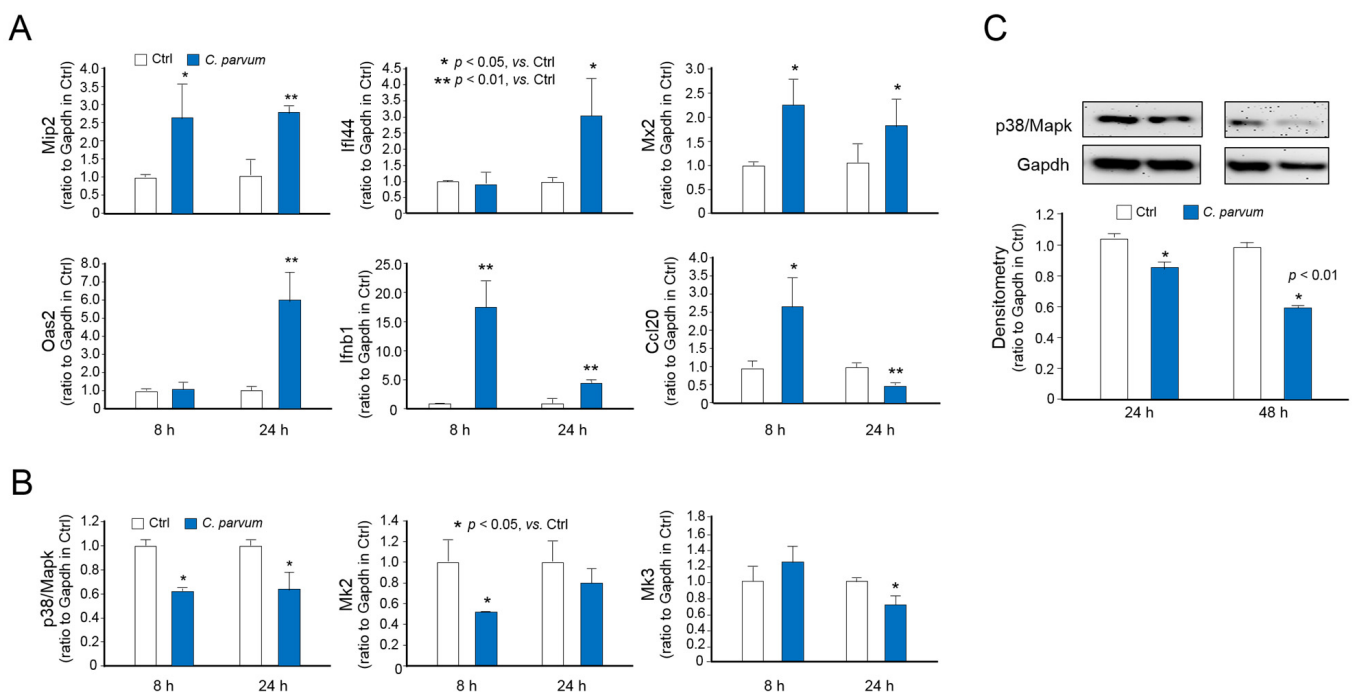 A
C
Ctrl C. parvum
Mip2
(ratio to Gapdh in Ctrl)
4.0
3.5
3.0
2.5
2.0
1.5
1.0
0.5
0
*
**
* p < 0.05, vs. Ctrl
** p < 0.01, vs. Ctrl
Ifl44
(ratio to Gapdh in Ctrl)
4.5
4.0
3.5
3.0
2.5
2.0
1.5
1.0
0.5
0
*
Mx2
(ratio to Gapdh in Ctrl)
3.0
2.5
2.0
1.5
1.0
0.5
0
*
*
Oas2
(ratio to Gapdh in Ctrl)
8.0
7.0
6.0
5.0
4.0
3.0
2.0
1.0
0
**
8 h 24 h
Ifnb1
(ratio to Gapdh in Ctrl)
25.0
20.0
15.0
10.0
5.0
0
**
**
8 h 24 h
Ccl20
(ratio to Gapdh in Ctrl)
4.0
3.5
3.0
2.5
2.0
1.5
1.0
0.5
0
*
**
8 h 24 h
p38/Mapk
Gapdh
Ctrl C. parvum
Densitometry
(ratio to Gapdh in Ctrl)
1.2
1.0
0.8
0.6
0.4
0.2
0
*
p < 0.01
*
24 h 48 h
B
Ctrl C. parvum
p38/Mapk
(ratio to Gapdh in Ctrl)
1.2
1.0
0.8
0.6
0.4
0.2
0
*
*
8 h 24 h
* p < 0.05, vs. Ctrl
Mk2
(ratio to Gapdh in Ctrl)
1.4
1.2
1.0
0.8
0.6
0.4
0.2
0
*
8 h 24 h
Mk3
(ratio to Gapdh in Ctrl)
1.8
1.6
1.4
1.2
1.0
0.8
0.6
0.4
0.2
0
*
8 h 24 h